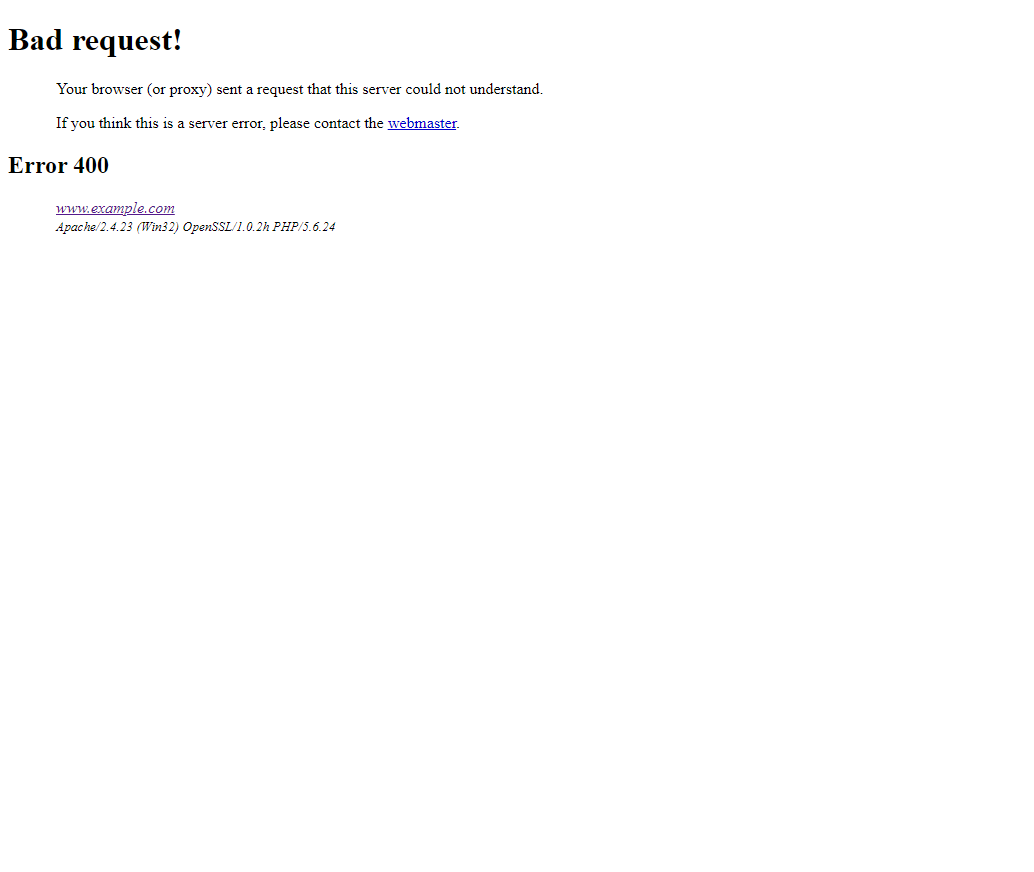 Bad request!
Your browser (or proxy) sent a request that this server could not understand.
If you think this is a server error, please contact the webmaster.
Error 400
www.example.com
Apache/2.4.23 (Win32) OpenSSL/1.0.2h PHP/5.6.24